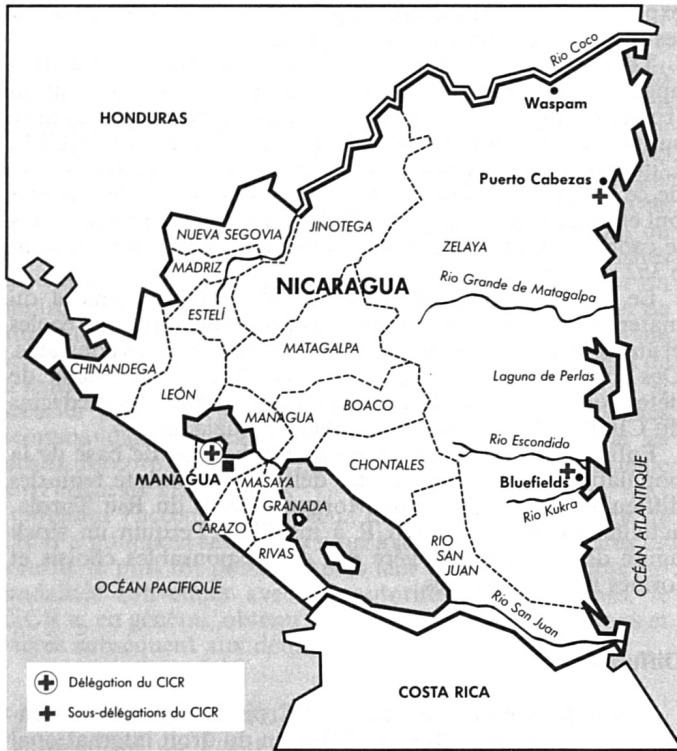 Rio Coco
HONDURAS
Waspam
Puerto Cabezas
NUEVA SEGOVIA
JINOTEGA
ZELAYA
MADRIZ
NICARAGUA
Rio Grande de Matagalpa
ESTELÍ
MATAGALPA
CHINANDEGA
Laguna de Perlas
LEÓN
BOACO
MANAGUA
Rio Escondido
CHONTALES
MANAGUA
MASAYA
Bluefields
GRANADA
Rio Kukra
CARAZO
RIO
SAN
JUAN
RIVAS
OCÉAN ATLANTIQUE
OCÉAN PACIFIQUE
Rio San Juan
Délégation du CICR
COSTA RICA
Sous-délégations du CICR